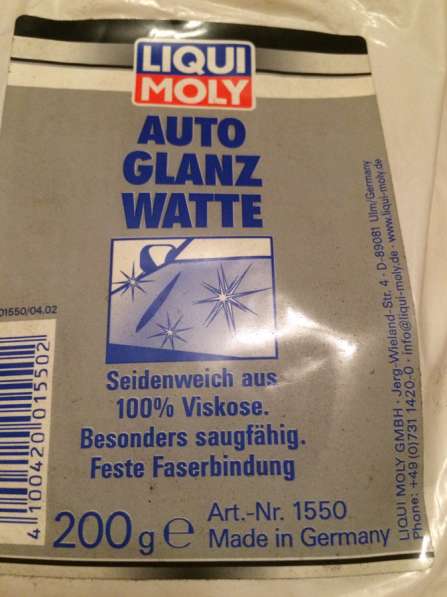 LIQUI
MOLY
AUTO
GLANZ
WATTE
01550/04.02
Seidenweich aus
100% Viskose.
Besonders saugfähig.
Feste Faserbindung
4 100420 015502
200 g e
Art.-Nr. 1550
Made in Germany
LIQUI MOLY GMBH · Jerg-Wieland-Str. 4 · D-89081 Ulm/Germany
Phone: +49 (0)731 1420-0 · info@liqui-moly.de · www.liqui-moly.de